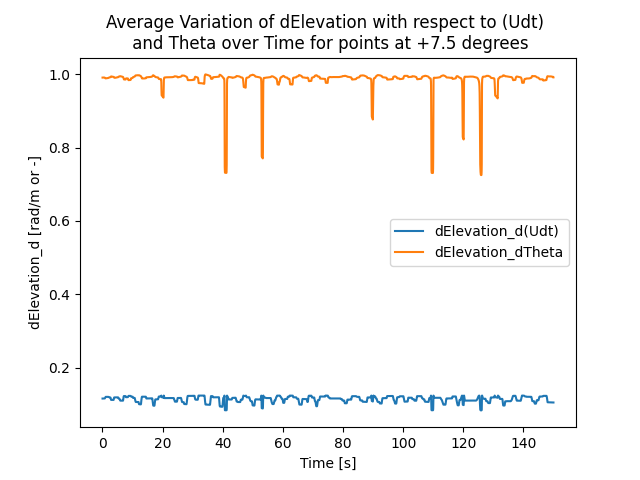 Average Variation of dElevation with respect to (Udt)
and Theta over Time for points at +7.5 degrees
dElevation_d [rad/m or -]
1.0
0.8
0.6
0.4
0.2
dElevation_d(Udt)
dElevation_dTheta
0 20 40 60 80 100 120 140
Time [s]